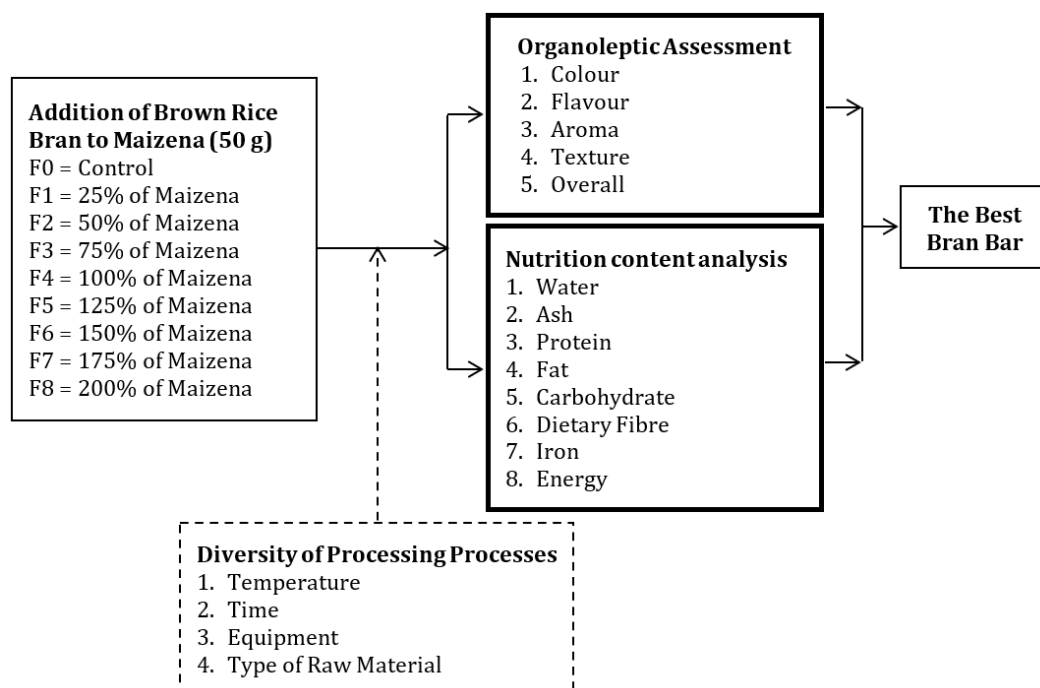 Addition of Brown Rice
Bran to Maizena (50 g)
F0 = Control
F1 = 25% of Maizena
F2 = 50% of Maizena
F3 = 75% of Maizena
F4 = 100% of Maizena
F5 = 125% of Maizena
F6 = 150% of Maizena
F7 = 175% of Maizena
F8 = 200% of Maizena
Organoleptic Assessment
1. Colour
2. Flavour
3. Aroma
4. Texture
5. Overall
Nutrition content analysis
1. Water
2. Ash
3. Protein
4. Fat
5. Carbohydrate
6. Dietary Fibre
7. Iron
8. Energy
The Best
Bran Bar
Diversity of Processing Processes
1. Temperature
2. Time
3. Equipment
4. Type of Raw Material